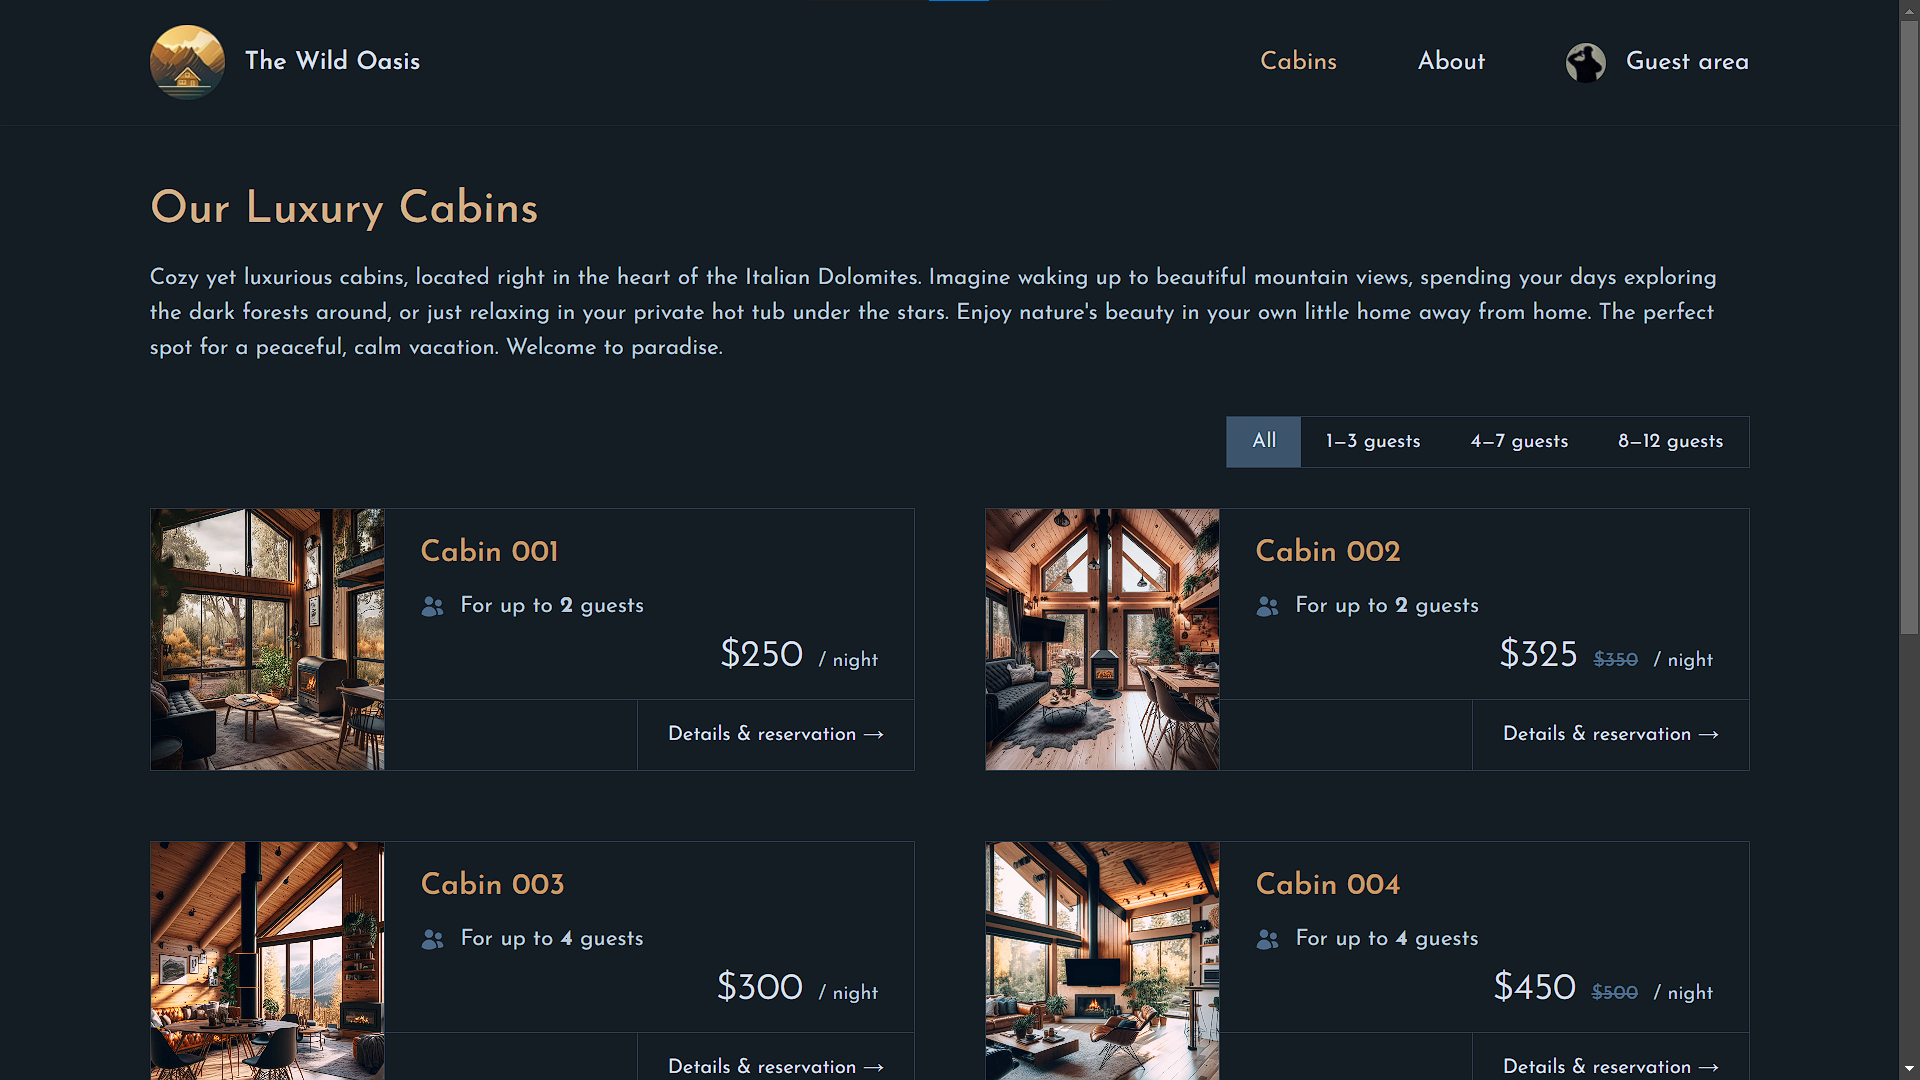 The Wild Oasis
Cabins
About
Guest area
Our Luxury Cabins
Cozy yet luxurious cabins, located right in the heart of the Italian Dolomites. Imagine waking up to beautiful mountain views, spending your days exploring
the dark forests around, or just relaxing in your private hot tub under the stars. Enjoy nature's beauty in your own little home away from home. The perfect
spot for a peaceful, calm vacation. Welcome to paradise.
All
1—3 guests
4—7 guests
8—12 guests
Cabin 001
For up to 2 guests
$250 / night
Details & reservation →
Cabin 002
For up to 2 guests
$325 $350 / night
Details & reservation →
Cabin 003
For up to 4 guests
$300 / night
Details & reservation →
Cabin 004
For up to 4 guests
$450 $500 / night
Details & reservation →